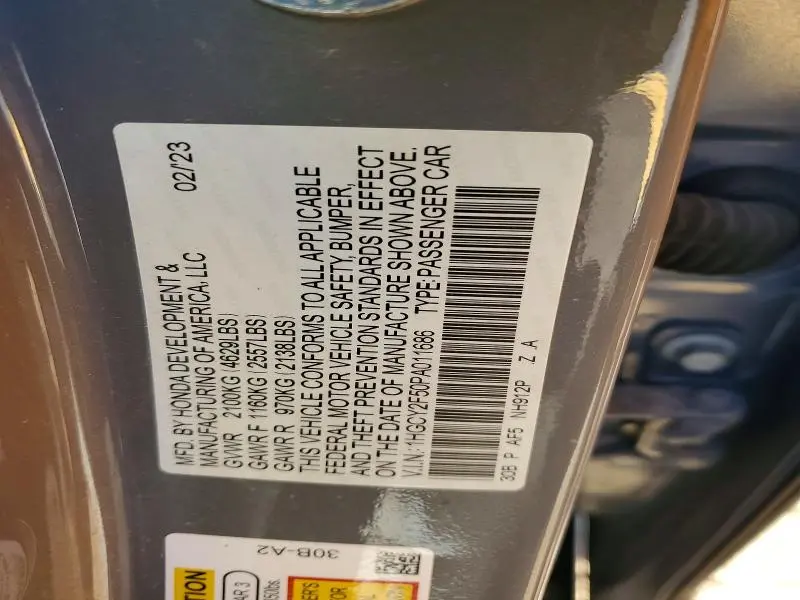 MFD. BY HONDA DEVELOPMENT &
MANUFACTURING OF AMERICA, LLC 02/'23
GVWR 2100KG(4629LBS)
GAWR F 1160KG(2557LBS)
GAWR R 970KG(2138LBS)
THIS VEHICLE CONFORMS TO ALL APPLICABLE
FEDERAL MOTOR VEHICLE SAFETY, BUMPER,
AND THEFT PREVENTION STANDARDS IN EFFECT
ON THE DATE OF MANUFACTURE SHOWN ABOVE.
V.I.N.: 1HGCY2F50PA011686 TYPE:PASSENGER CAR
30B P AF5 NH912P Z A
30B-A2